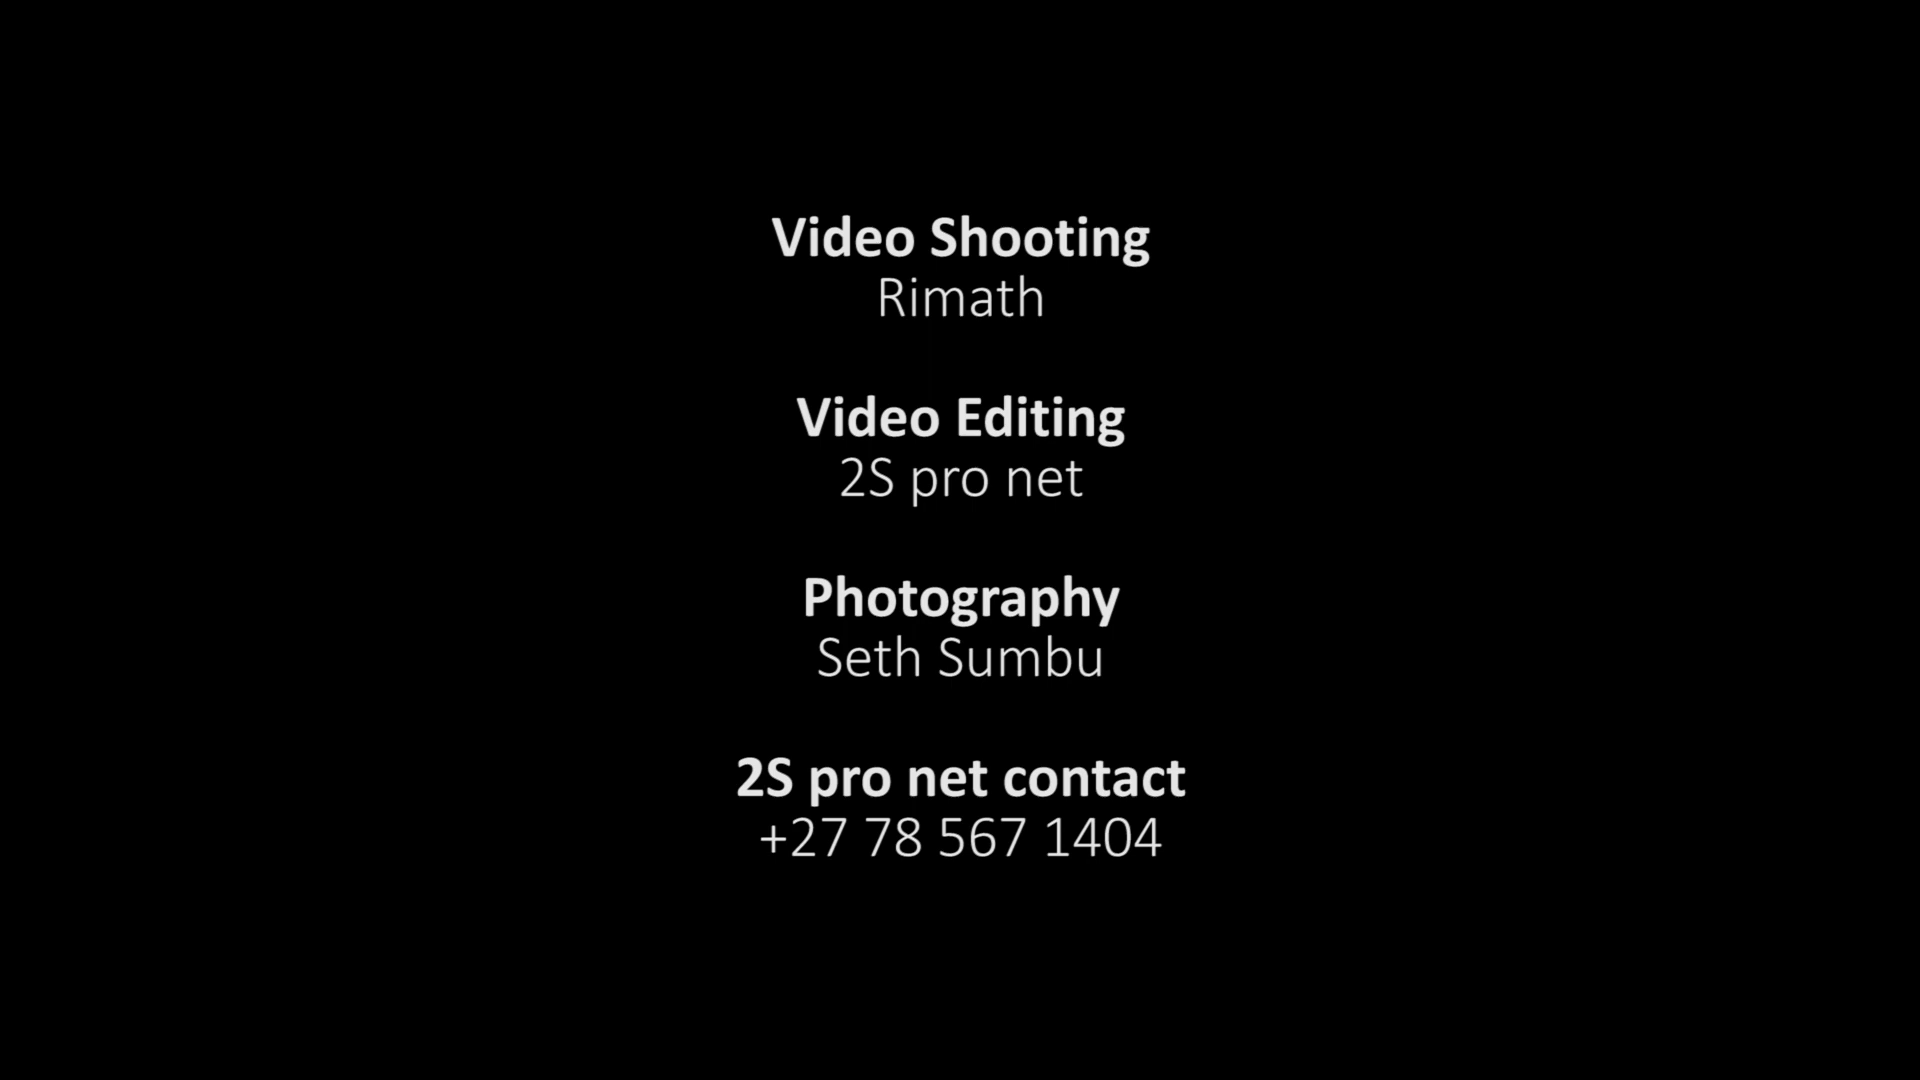 Video Shooting
Rimath
Video Editing
2S pro net
Photography
Seth Sumbu
2S pro net contact
+27 78 567 1404